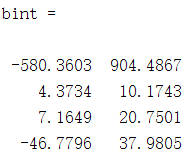 bint =
-580.3603 904.4867
4.3734 10.1743
7.1649 20.7501
-46.7796 37.9805